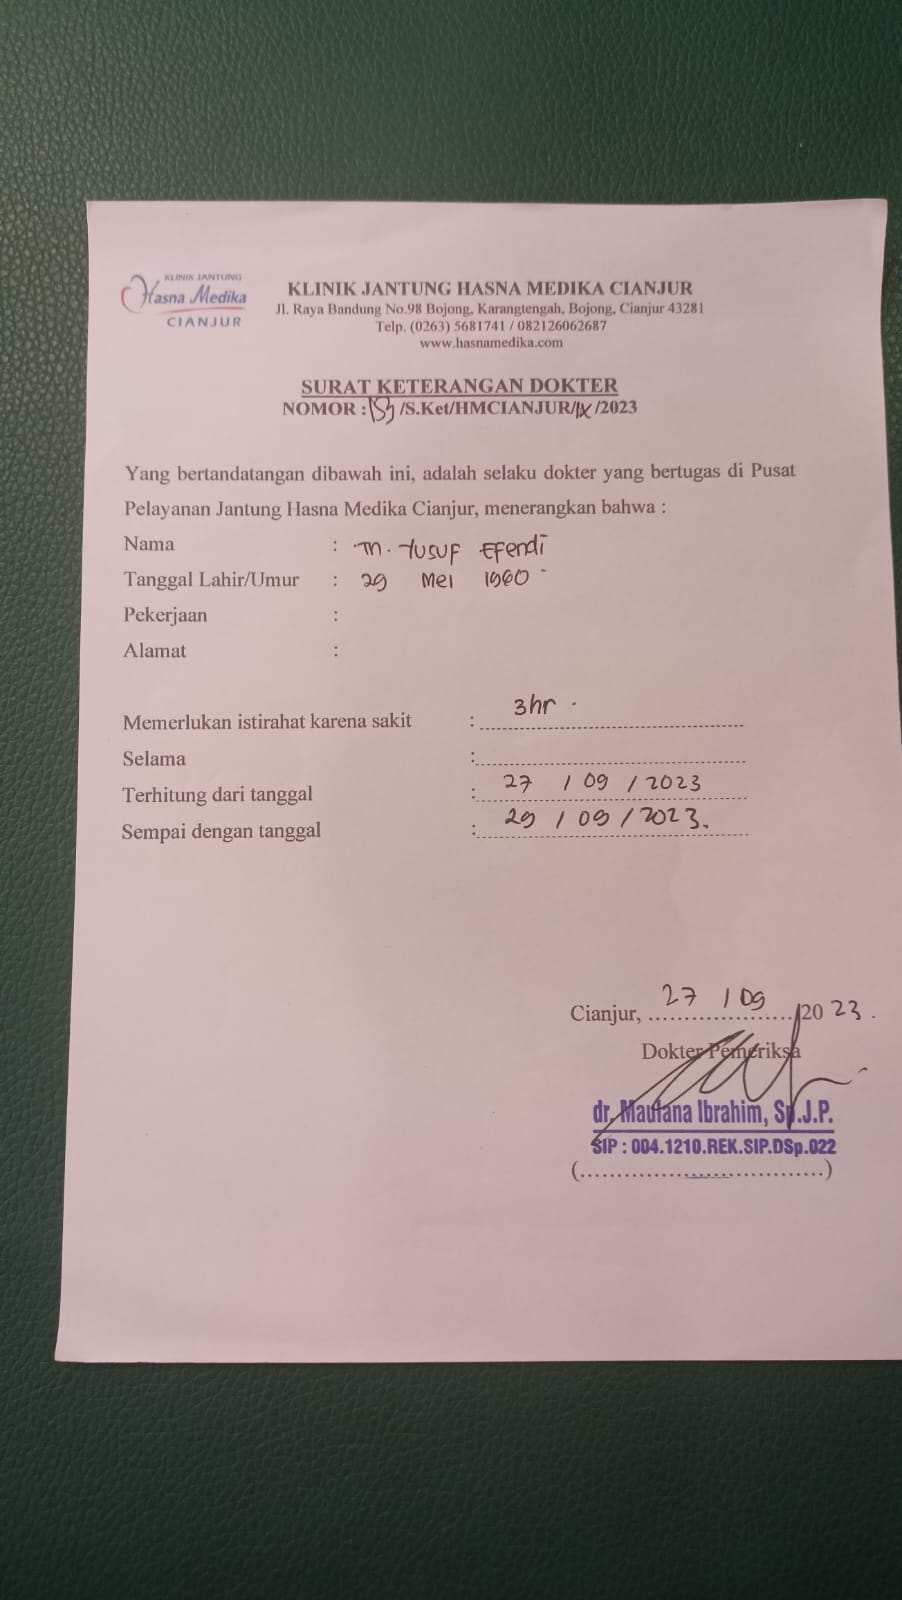 KLINIK JANTUNG
Hasna Medika
CIANJUR
KLINIK JANTUNG HASNA MEDIKA CIANJUR
Jl. Raya Bandung No.98 Bojong, Karangtengah, Bojong, Cianjur 43281
Telp. (0263) 5681741 / 082126062687
www.hasnamedika.com
SURAT KETERANGAN DOKTER
NOMOR : /S.Ket/HMCIANJUR/IX/2023
Yang bertandatangan dibawah ini, adalah selaku dokter yang bertugas di Pusat
Pelayanan Jantung Hasna Medika Cianjur, menerangkan bahwa :
Nama : M. Yusuf Efendi
Tanggal Lahir/Umur : 29 Mei 1960
Pekerjaan :
Alamat :
Memerlukan istirahat karena sakit : 3hr.
Selama :
Terhitung dari tanggal : 27 / 09 / 2023
Sempai dengan tanggal : 29 / 09 / 2023.
Cianjur, 27 / 09 /2023.
Dokter Pemeriksa
dr. Maulana Ibrahim, Sp.J.P.
SIP : 004.1210.REK.SIP.DSp.022
(..................................)